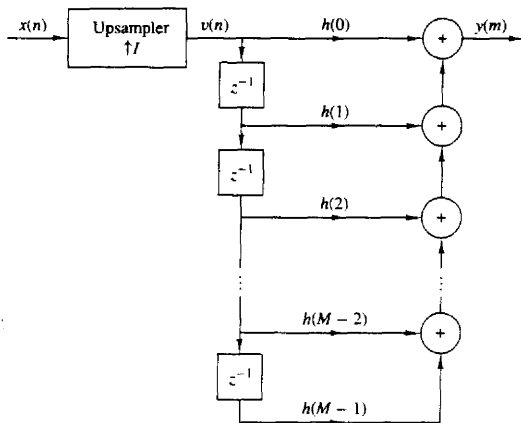 x(n) Upsampler ↑I v(n) h(0) + y(m)
z⁻¹
h(1) +
z⁻¹
h(2) +
⋮ ⋮
h(M − 2) +
z⁻¹
h(M − 1)